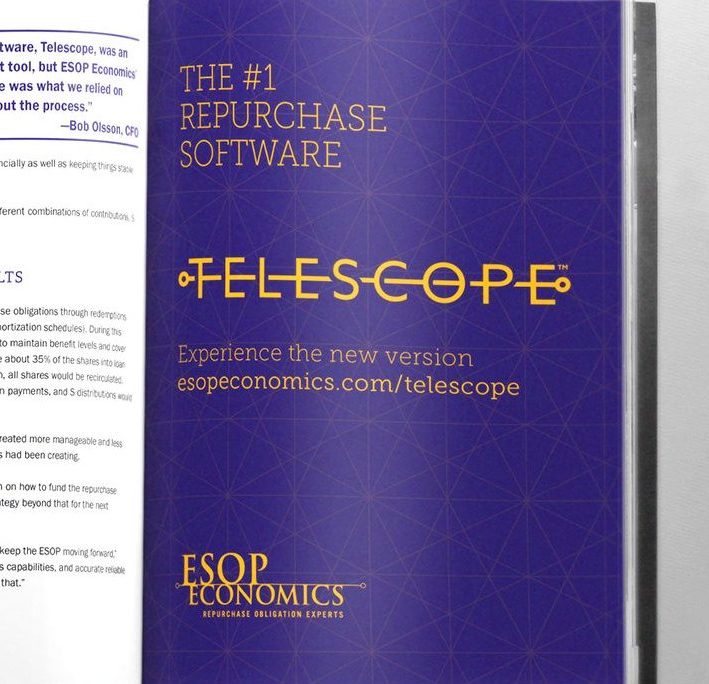 tware, Telescope, was an
t tool, but ESOP Economics'
e was what we relied on
out the process."
—Bob Olsson, CFO
ncially as well as keeping things stable
ferent combinations of contributions, S
LTS
se obligations through redemptions
ortization schedules). During this
to maintain benefit levels and cover
e about 35% of the shares into loan
n, all shares would be recirculated.
n payments, and S distributions would
reated more manageable and less
s had been creating.
n on how to fund the repurchase
ategy beyond that for the next
keep the ESOP moving forward,"
s capabilities, and accurate reliable
that."
THE #1
REPURCHASE
SOFTWARE
TELESCOPE™
Experience the new version
esopeconomics.com/telescope
ESOP
ECONOMICS
REPURCHASE OBLIGATION EXPERTS